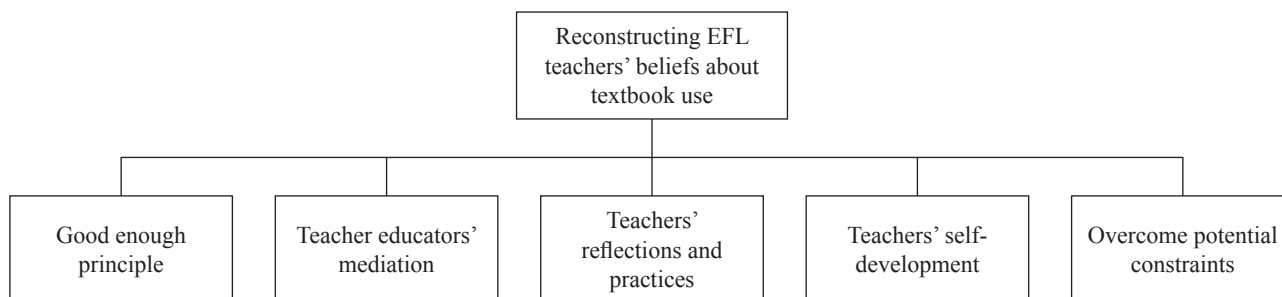 Reconstructing EFL
teachers’ beliefs about
textbook use
Good enough
principle
Teacher educators’
mediation
Teachers’
reflections and
practices
Teachers’ self-
development
Overcome potential
constraints